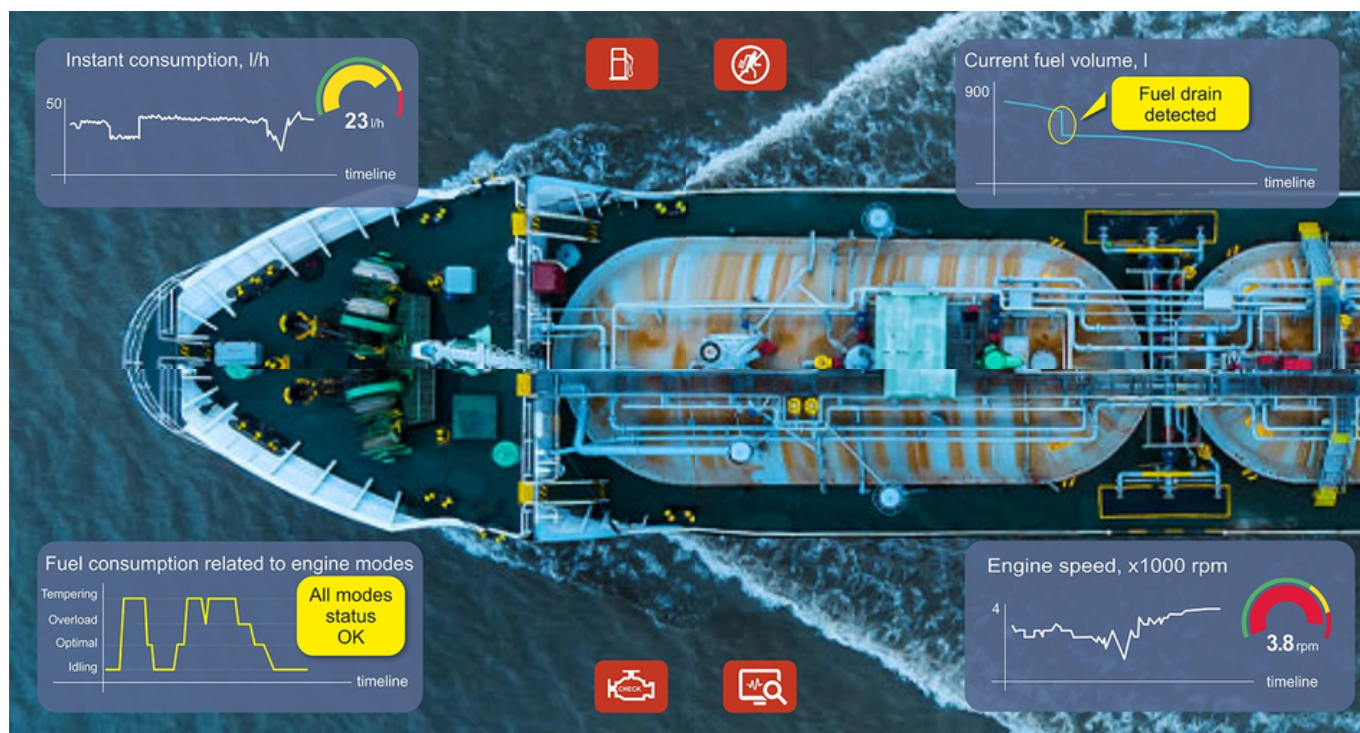 Instant consumption, l/h
50
23 l/h
timeline
Current fuel volume, l
900
Fuel drain
detected
timeline
Fuel consumption related to engine modes
Tempering
Overload
Optimal
Idling
All modes
status
OK
timeline
CHECK
Engine speed, x1000 rpm
4
3.8 rpm
timeline